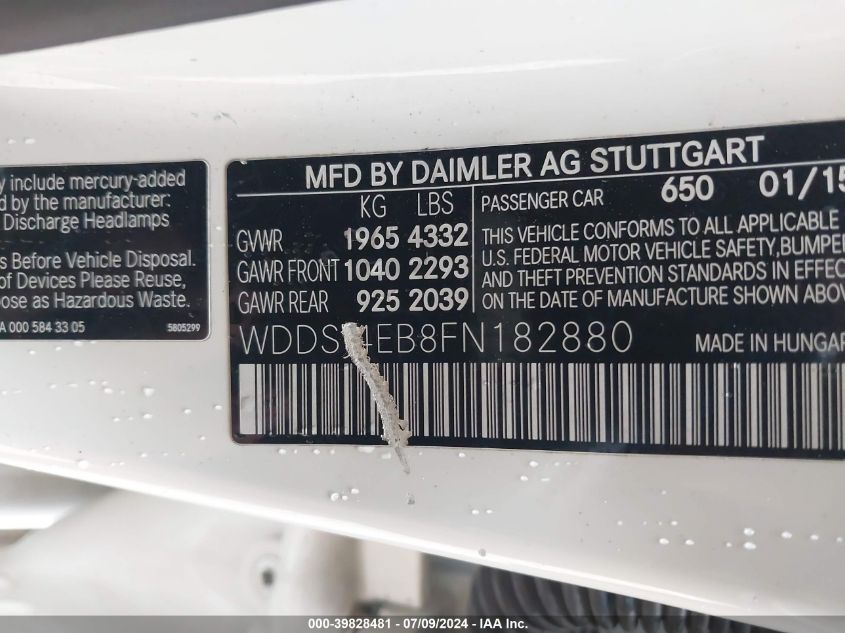 y include mercury-added
d by the manufacturer:
Discharge Headlamps
s Before Vehicle Disposal.
of Devices Please Reuse,
pose as Hazardous Waste.
A 000 584 33 05
5805299
MFD BY DAIMLER AG STUTTGART
KG LBS
GVWR 1965 4332
GAWR FRONT 1040 2293
GAWR REAR 925 2039
PASSENGER CAR 650 01/15
THIS VEHICLE CONFORMS TO ALL APPLICABLE
U.S. FEDERAL MOTOR VEHICLE SAFETY, BUMPER
AND THEFT PREVENTION STANDARDS IN EFFEC
ON THE DATE OF MANUFACTURE SHOWN ABOV
WDDS 4EB8FN182880
MADE IN HUNGAR
000-39828481 - 07/09/2024 - IAA Inc.